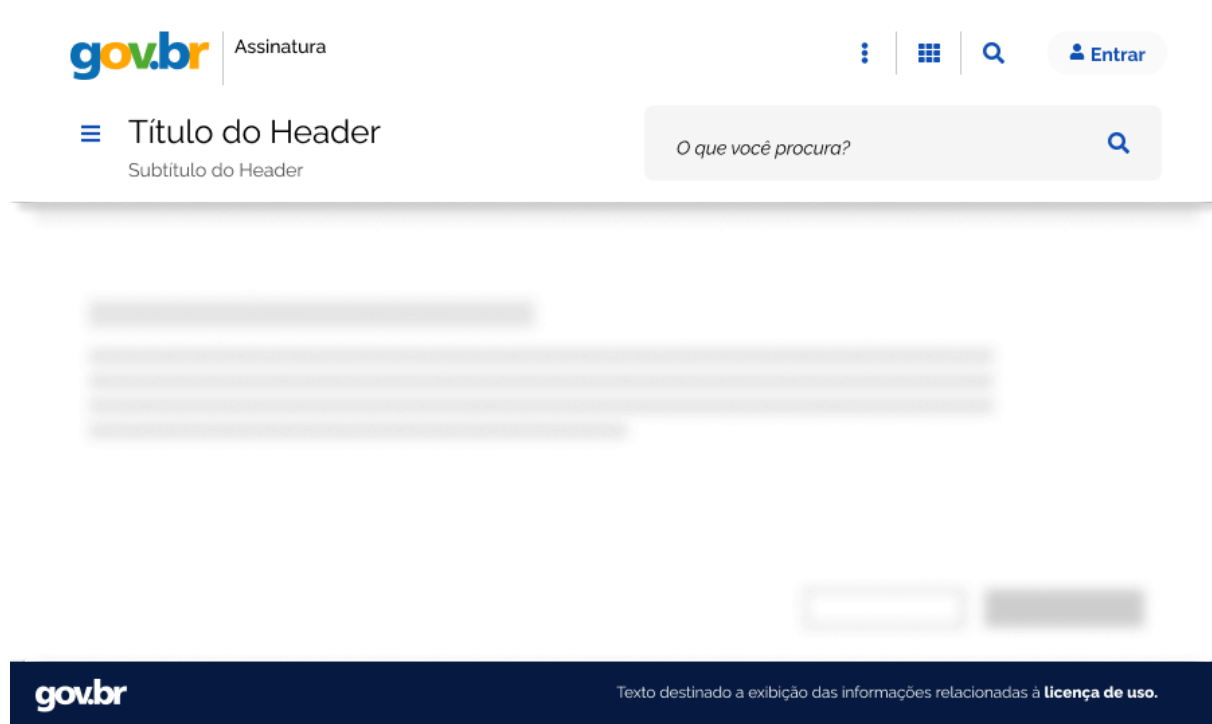 gov.br
Assinatura
Entrar
Título do Header
Subtítulo do Header
O que você procura?
gov.br
Texto destinado a exibição das informações relacionadas à licença de uso.